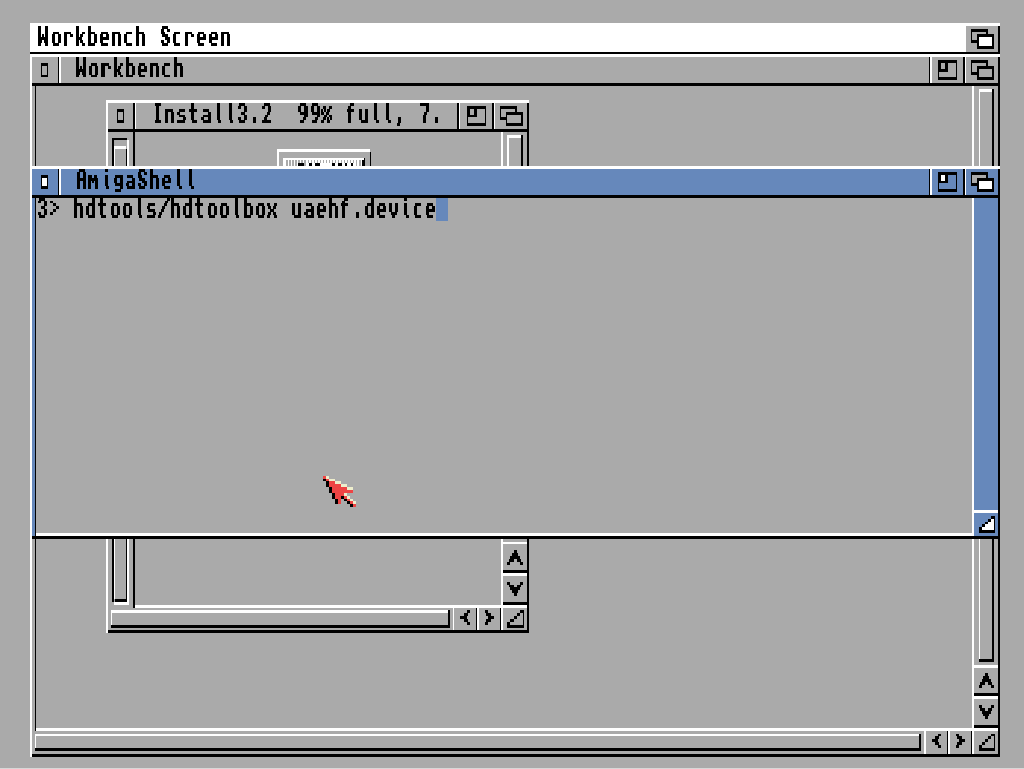 Workbench Screen
Workbench
Install3.2  99% full, 7.
AmigaShell
3> hdtools/hdtoolbox uaehf.device